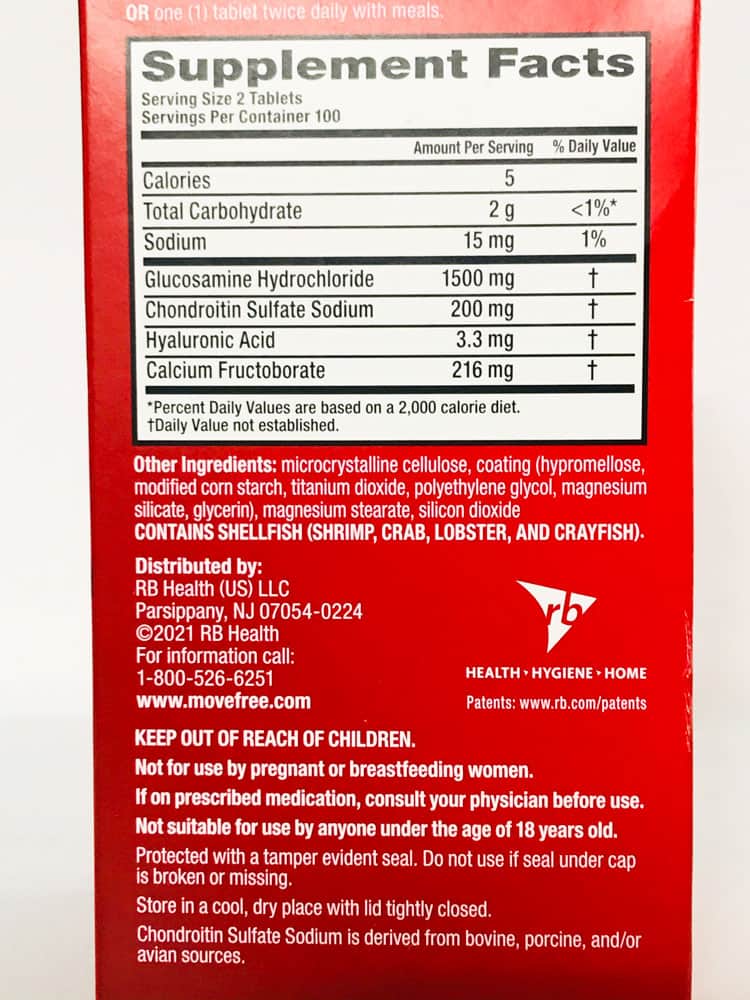 OR one (1) tablet twice daily with meals.
Supplement Facts
Serving Size 2 Tablets
Servings Per Container 100
Amount Per Serving % Daily Value
Calories 5
Total Carbohydrate 2 g <1%*
Sodium 15 mg 1%
Glucosamine Hydrochloride 1500 mg †
Chondroitin Sulfate Sodium 200 mg †
Hyaluronic Acid 3.3 mg †
Calcium Fructoborate 216 mg †
*Percent Daily Values are based on a 2,000 calorie diet.
†Daily Value not established.
Other Ingredients: microcrystalline cellulose, coating (hypromellose,
modified corn starch, titanium dioxide, polyethylene glycol, magnesium
silicate, glycerin), magnesium stearate, silicon dioxide
CONTAINS SHELLFISH (SHRIMP, CRAB, LOBSTER, AND CRAYFISH).
Distributed by:
RB Health (US) LLC
Parsippany, NJ 07054-0224
©2021 RB Health
For information call:
1-800-526-6251
www.movefree.com
rb
HEALTH › HYGIENE › HOME
Patents: www.rb.com/patents
KEEP OUT OF REACH OF CHILDREN.
Not for use by pregnant or breastfeeding women.
If on prescribed medication, consult your physician before use.
Not suitable for use by anyone under the age of 18 years old.
Protected with a tamper evident seal. Do not use if seal under cap
is broken or missing.
Store in a cool, dry place with lid tightly closed.
Chondroitin Sulfate Sodium is derived from bovine, porcine, and/or
avian sources.